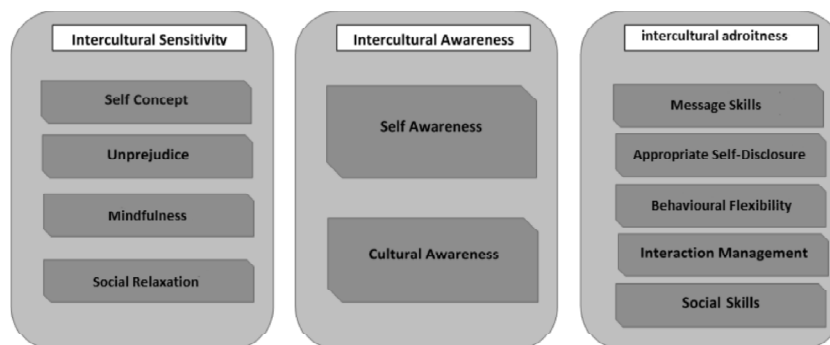 Intercultural Sensitivity
Self Concept
Unprejudice
Mindfulness
Social Relaxation
Intercultural Awareness
Self Awareness
Cultural Awareness
intercultural adroitness
Message Skills
Appropriate Self-Disclosure
Behavioural Flexibility
Interaction Management
Social Skills